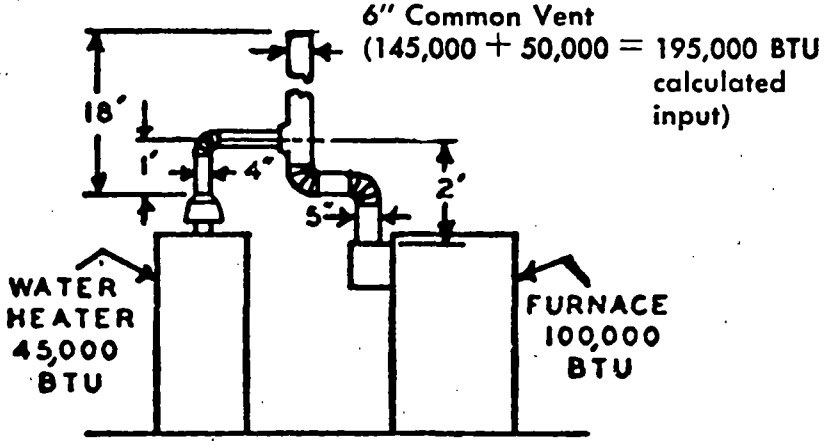 6" Common Vent
(145,000 + 50,000 = 195,000 BTU
calculated
input)
18'
1'
4"
2'
5"
WATER
HEATER
45,000
BTU
FURNACE
100,000
BTU